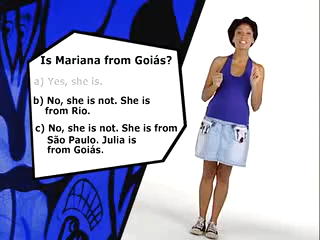 Is Mariana from Goiás?
a) Yes, she is.
b) No, she is not. She is
from Rio.
c) No, she is not. She is from
São Paulo. Julia is
from Goiás.